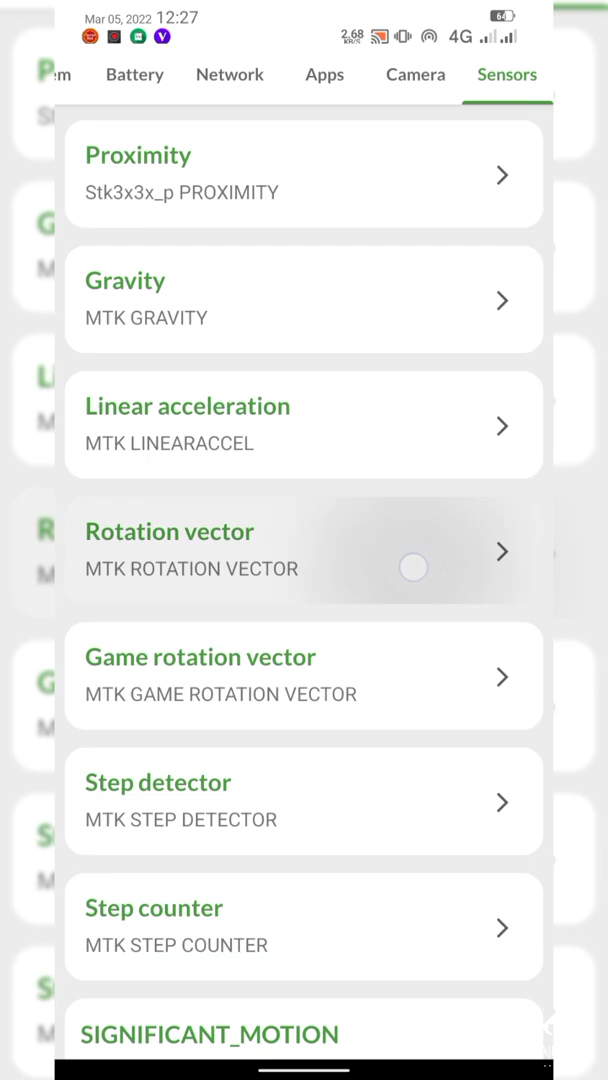 Mar 05, 2022 12:27
64
2.68 KB/S 4G
em Battery Network Apps Camera Sensors
Proximity
Stk3x3x_p PROXIMITY
Gravity
MTK GRAVITY
Linear acceleration
MTK LINEARACCEL
Rotation vector
MTK ROTATION VECTOR
Game rotation vector
MTK GAME ROTATION VECTOR
Step detector
MTK STEP DETECTOR
Step counter
MTK STEP COUNTER
SIGNIFICANT_MOTION